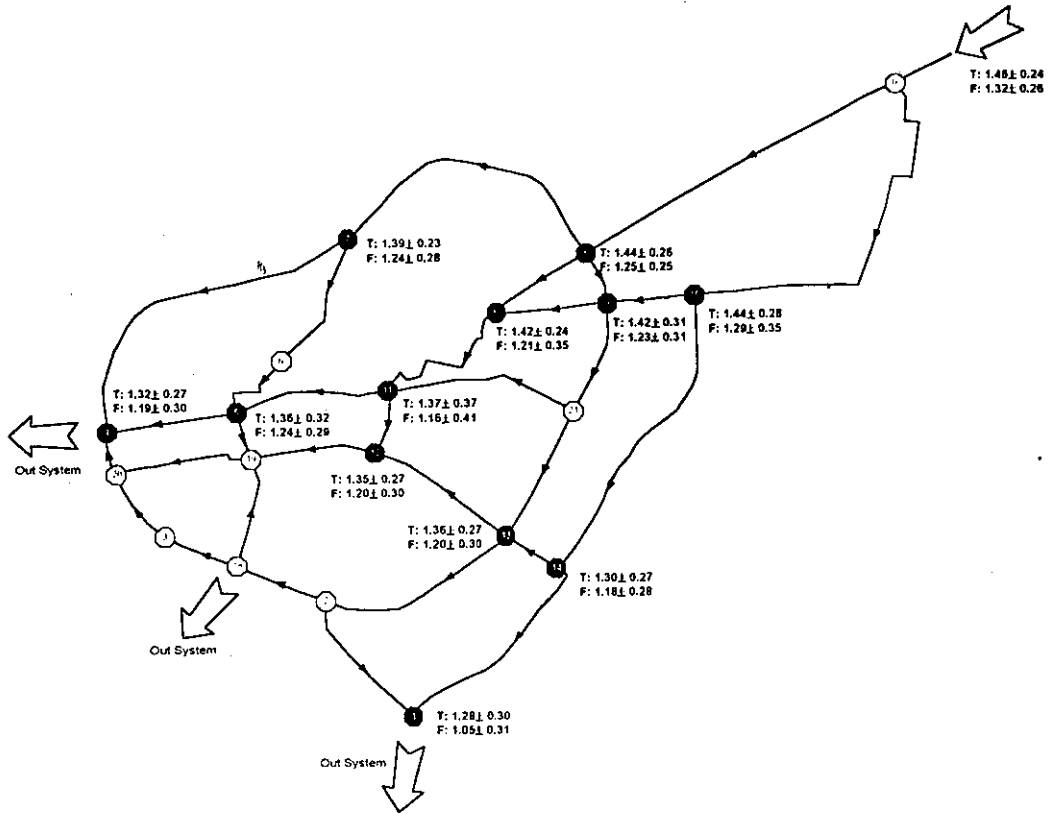 T: 1.46± 0.24
F: 1.32± 0.26
T: 1.39± 0.23
F: 1.24± 0.28
T: 1.44± 0.26
F: 1.25± 0.25
T: 1.42± 0.24
F: 1.21± 0.35
T: 1.42± 0.31
F: 1.23± 0.31
T: 1.44± 0.28
F: 1.29± 0.35
T: 1.32± 0.27
F: 1.19± 0.30
T: 1.36± 0.32
F: 1.24± 0.29
T: 1.37± 0.37
F: 1.16± 0.41
Out System
T: 1.35± 0.27
F: 1.20± 0.30
T: 1.36± 0.27
F: 1.20± 0.30
T: 1.30± 0.27
F: 1.18± 0.28
Out System
T: 1.28± 0.30
F: 1.05± 0.31
Out System